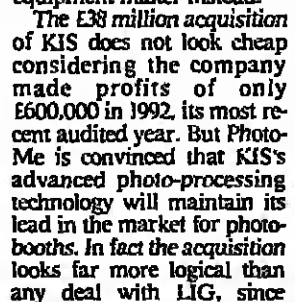 The £38 million acquisition
of KIS does not look cheap
considering the company
made profits of only
£600,000 in 1992, its most re-
cent audited year. But Photo-
Me is convinced that KIS's
advanced photo-processing
technology will maintain its
lead in the market for photo-
booths. In fact the acquisition
looks far more logical than
any deal with LIG, since